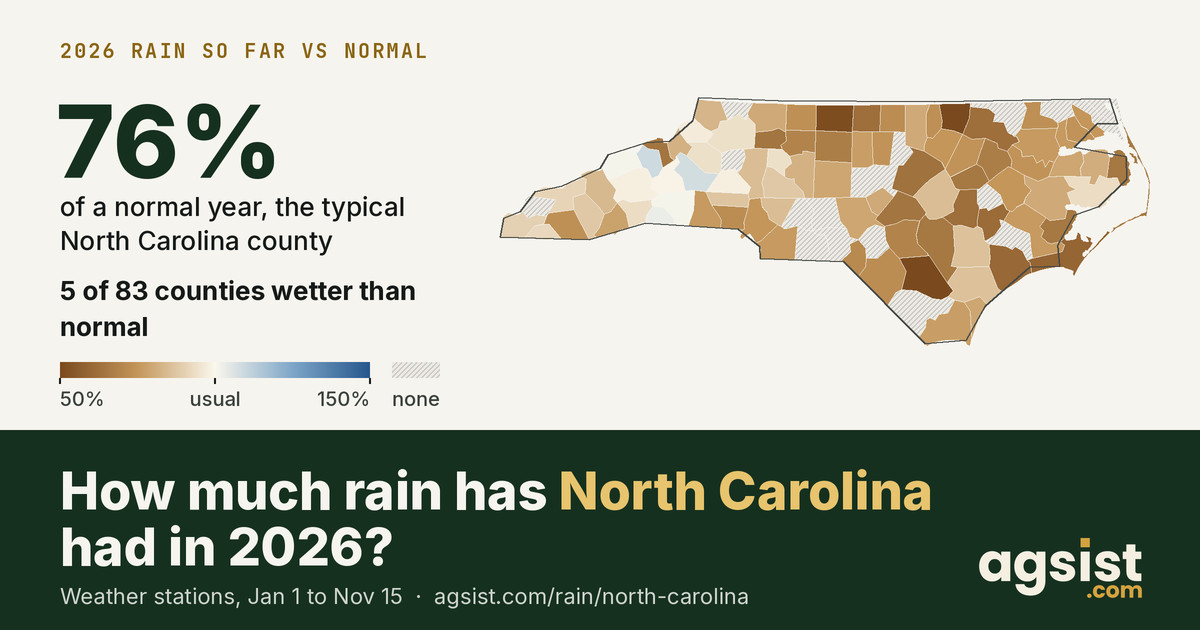 2026 RAIN SO FAR VS NORMAL
76%
of a normal year, the typical
North Carolina county
5 of 83 counties wetter than
normal
50% usual 150% none
How much rain has North Carolina
had in 2026?
Weather stations, Jan 1 to Nov 15 · agsist.com/rain/north-carolina
agsist
.com